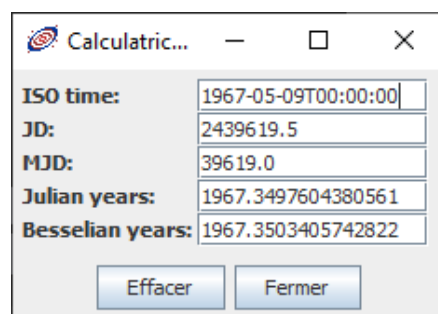 Calculatric...
ISO time: 1967-05-09T00:00:00
JD: 2439619.5
MJD: 39619.0
Julian years: 1967.3497604380561
Besselian years: 1967.3503405742822
Effacer Fermer